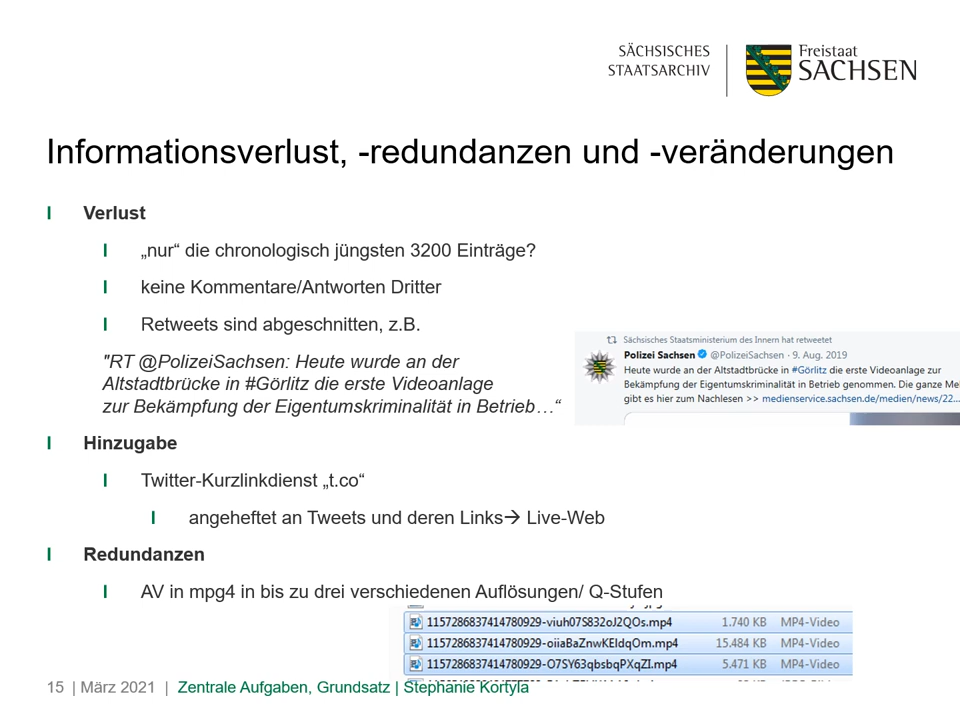 SÄCHSISCHES
STAATSARCHIV
Freistaat
SACHSEN
Informationsverlust, -redundanzen und -veränderungen
Verlust
„nur“ die chronologisch jüngsten 3200 Einträge?
keine Kommentare/Antworten Dritter
Retweets sind abgeschnitten, z.B.
"RT @PolizeiSachsen: Heute wurde an der
Altstadtbrücke in #Görlitz die erste Videoanlage
zur Bekämpfung der Eigentumskriminalität in Betrieb…“
Sächsisches Staatsministerium des Innern hat retweetet
Polizei Sachsen @PolizeiSachsen · 9. Aug. 2019
Heute wurde an der Altstadtbrücke in #Görlitz die erste Videoanlage zur
Bekämpfung der Eigentumskriminalität in Betrieb genommen. Die ganze Me
gibt es hier zum Nachlesen >> medienservice.sachsen.de/medien/news/22...
Hinzugabe
Twitter-Kurzlinkdienst „t.co“
angeheftet an Tweets und deren Links→ Live-Web
Redundanzen
AV in mpg4 in bis zu drei verschiedenen Auflösungen/ Q-Stufen
1157286837414780929-viuh07S832oJ2QOs.mp4 1.740 KB MP4-Video
1157286837414780929-oiiaBaZnwKEIdqOm.mp4 15.484 KB MP4-Video
1157286837414780929-O7SY63qbsbqPXqZI.mp4 5.471 KB MP4-Video
15 | März 2021 | Zentrale Aufgaben, Grundsatz | Stephanie Kortyla